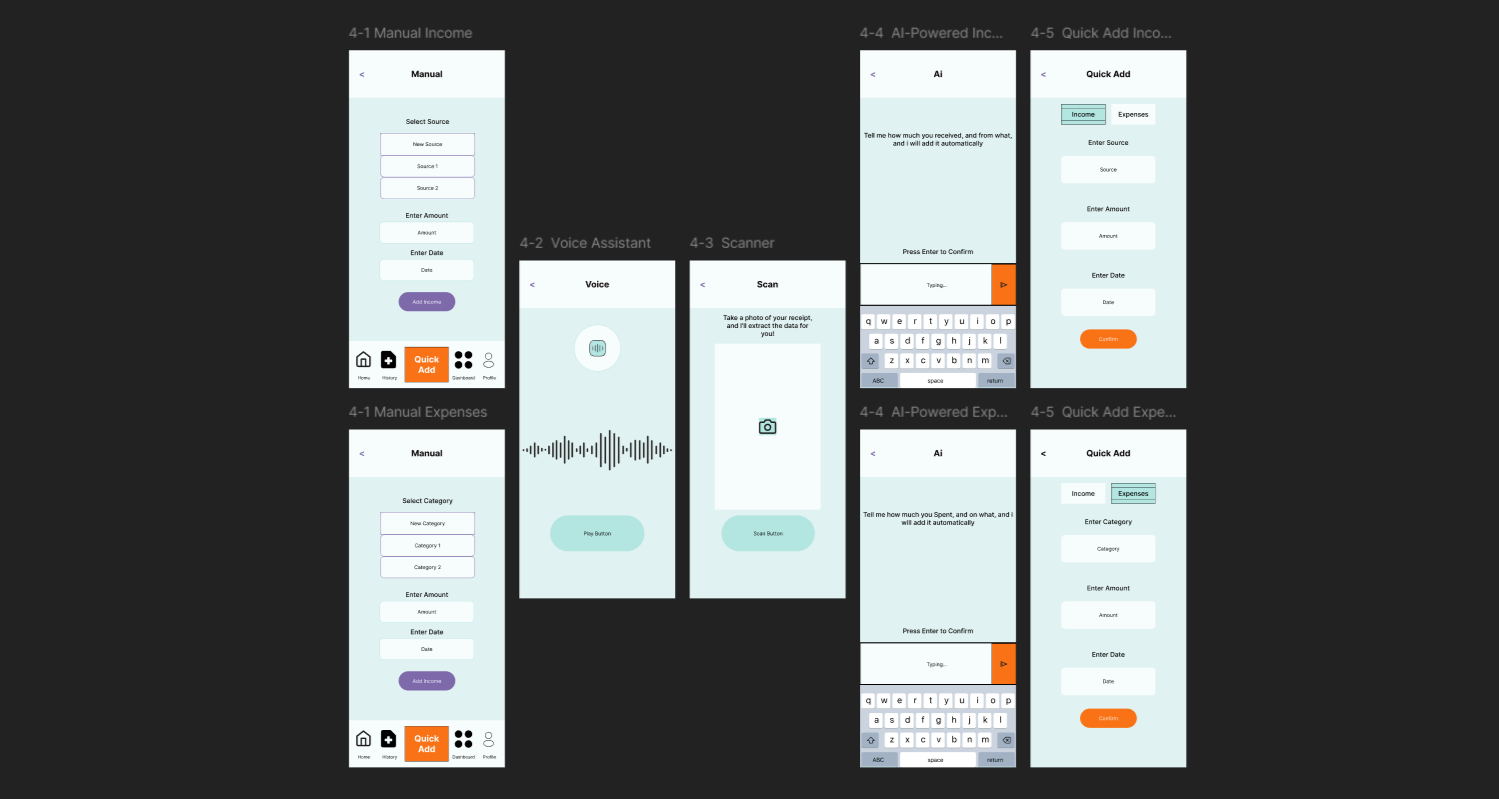 4-1 Manual Income
<
Manual
Select Source
New Source
Source 1
Source 2
Enter Amount
Amount
Enter Date
Date
Add Income
Home
History
Quick
Add
Dashboard
Profile
4-1 Manual Expenses
<
Manual
Select Category
New Category
Category 1
Category 2
Enter Amount
Amount
Enter Date
Date
Add Income
Home
History
Quick
Add
Dashboard
Profile
4-2 Voice Assistant
<
Voice
Play Button
4-3 Scanner
<
Scan
Take a photo of your receipt,
and I'll extract the data for
you!
Scan Button
4-4 AI-Powered Inc...
<
Ai
Tell me how much you received, and from what,
and i will add it automatically
Press Enter to Confirm
Typing...
q w e r t y u i o p
a s d f g h j k l
z x c v b n m
ABC space return
4-4 AI-Powered Exp...
<
Ai
Tell me how much you Spent, and on what, and i
will add it automatically
Press Enter to Confirm
Typing...
q w e r t y u i o p
a s d f g h j k l
z x c v b n m
ABC space return
4-5 Quick Add Inco...
<
Quick Add
Income Expenses
Enter Source
Source
Enter Amount
Amount
Enter Date
Date
Confirm
4-5 Quick Add Expe...
<
Quick Add
Income Expenses
Enter Category
Category
Enter Amount
Amount
Enter Date
Date
Confirm